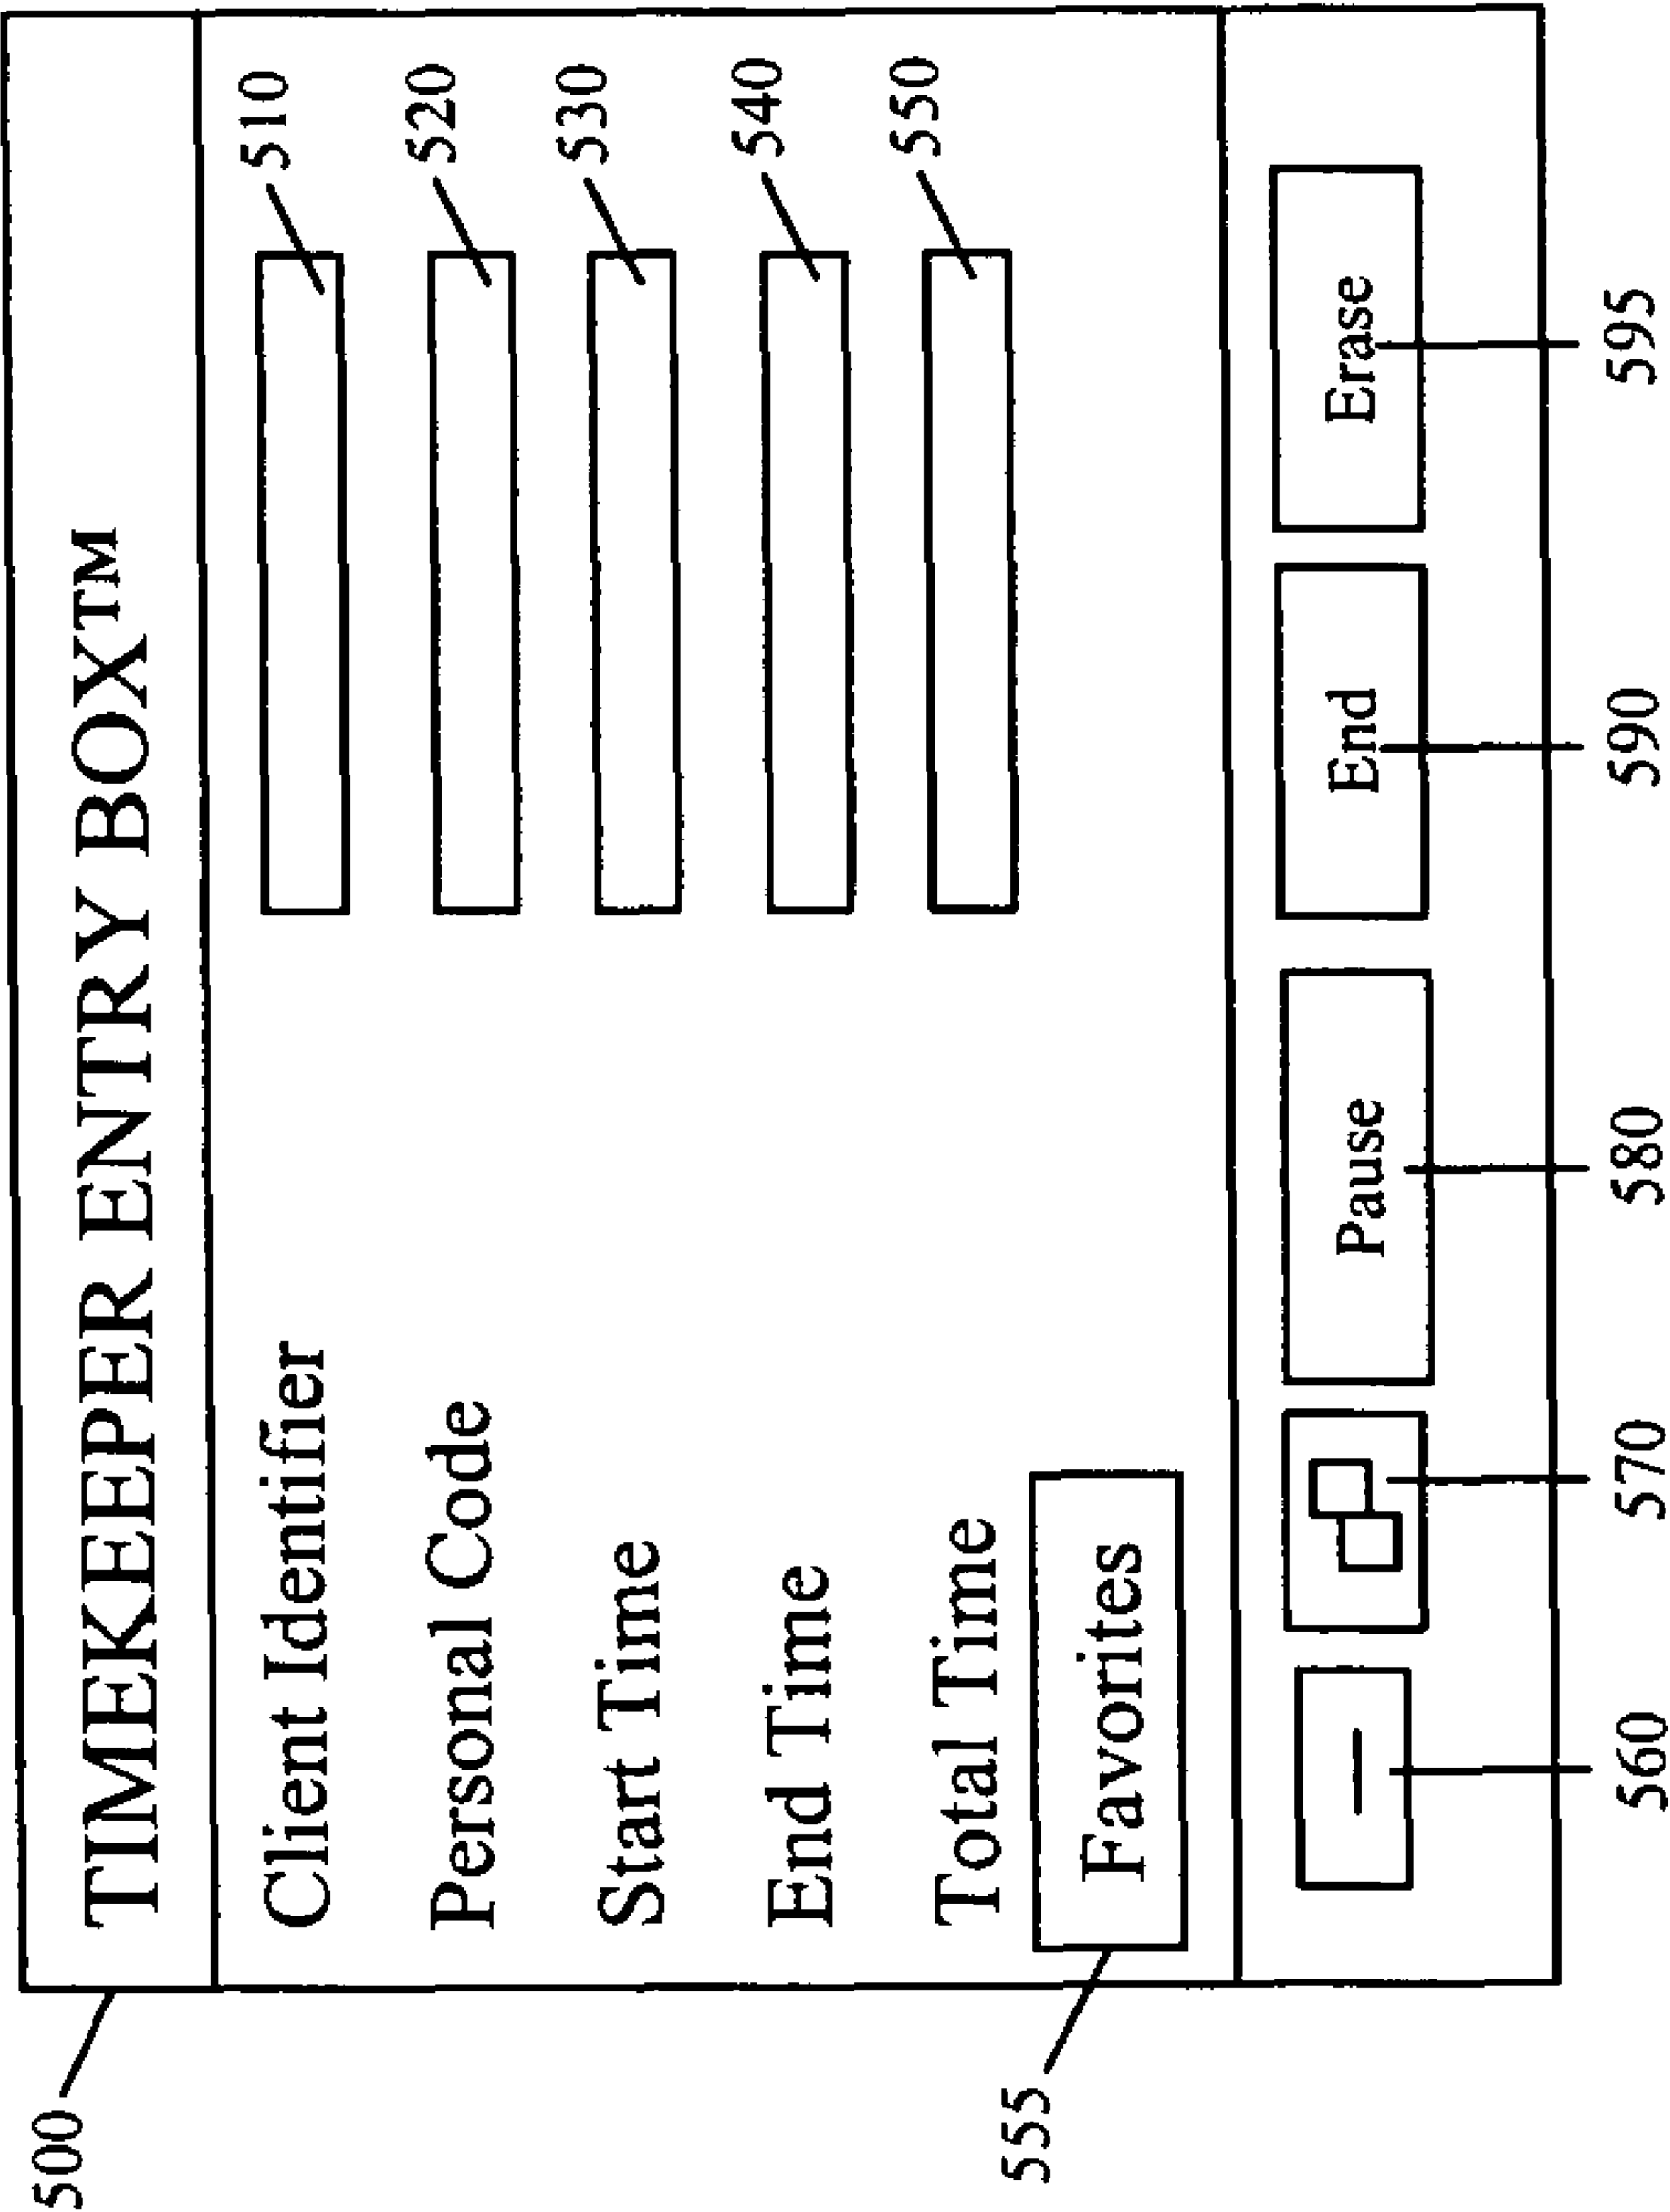 500
TIMEKEEPER ENTRY BOX™
Client Identifier 510
Personal Code 520
Start Time 530
End Time 540
Total Time 550
555 Favorites
Pause End Erase
560 570 580 590 595